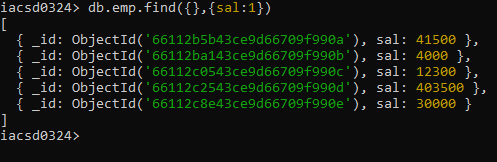 iacsd0324> db.emp.find({},{sal:1})
[
  { _id: ObjectId('66112b5b43ce9d66709f990a'), sal: 41500 },
  { _id: ObjectId('66112ba143ce9d66709f990b'), sal: 4000 },
  { _id: ObjectId('66112c0543ce9d66709f990c'), sal: 12300 },
  { _id: ObjectId('66112c2543ce9d66709f990d'), sal: 403500 },
  { _id: ObjectId('66112c8e43ce9d66709f990e'), sal: 30000 }
]
iacsd0324>